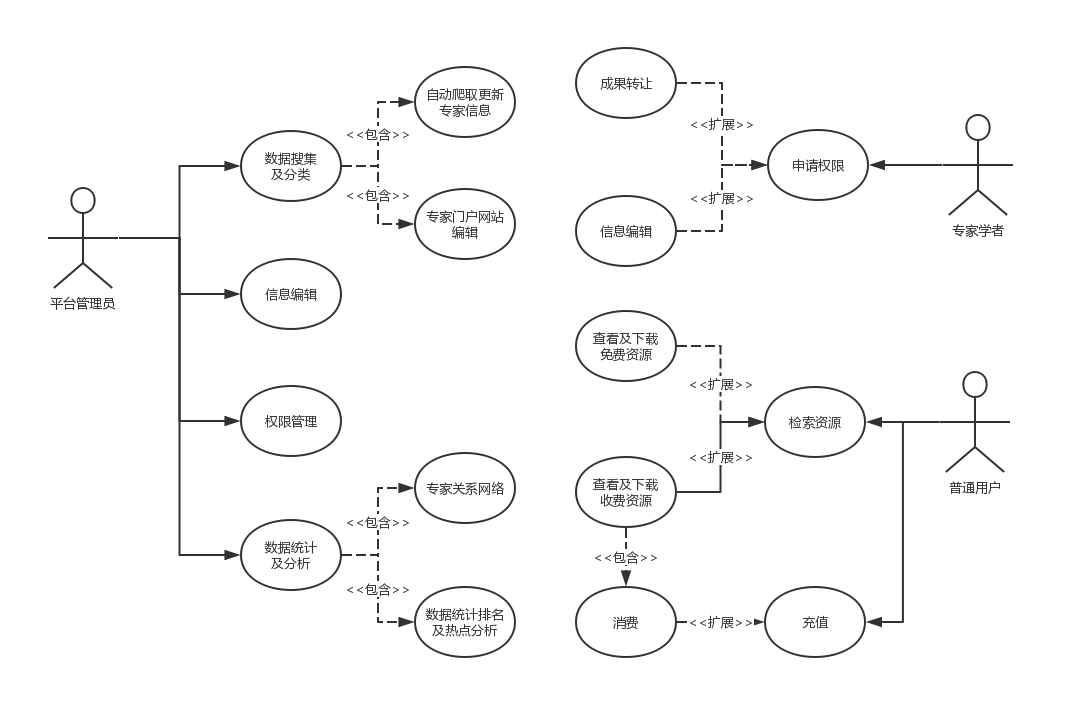 成果转让
自动爬取更新
专家信息
<<包含>>
<<扩展>>
数据搜集
及分类
申请权限
<<包含>>
<<扩展>>
专家门户网站
编辑
信息编辑
专家学者
信息编辑
平台管理员
查看及下载
免费资源
<<扩展>>
权限管理
检索资源
<<扩展>>
专家关系网络
查看及下载
收费资源
普通用户
<<包含>>
数据统计
及分析
<<包含>>
<<包含>>
数据统计排名
及热点分析
消费
<<扩展>>
充值